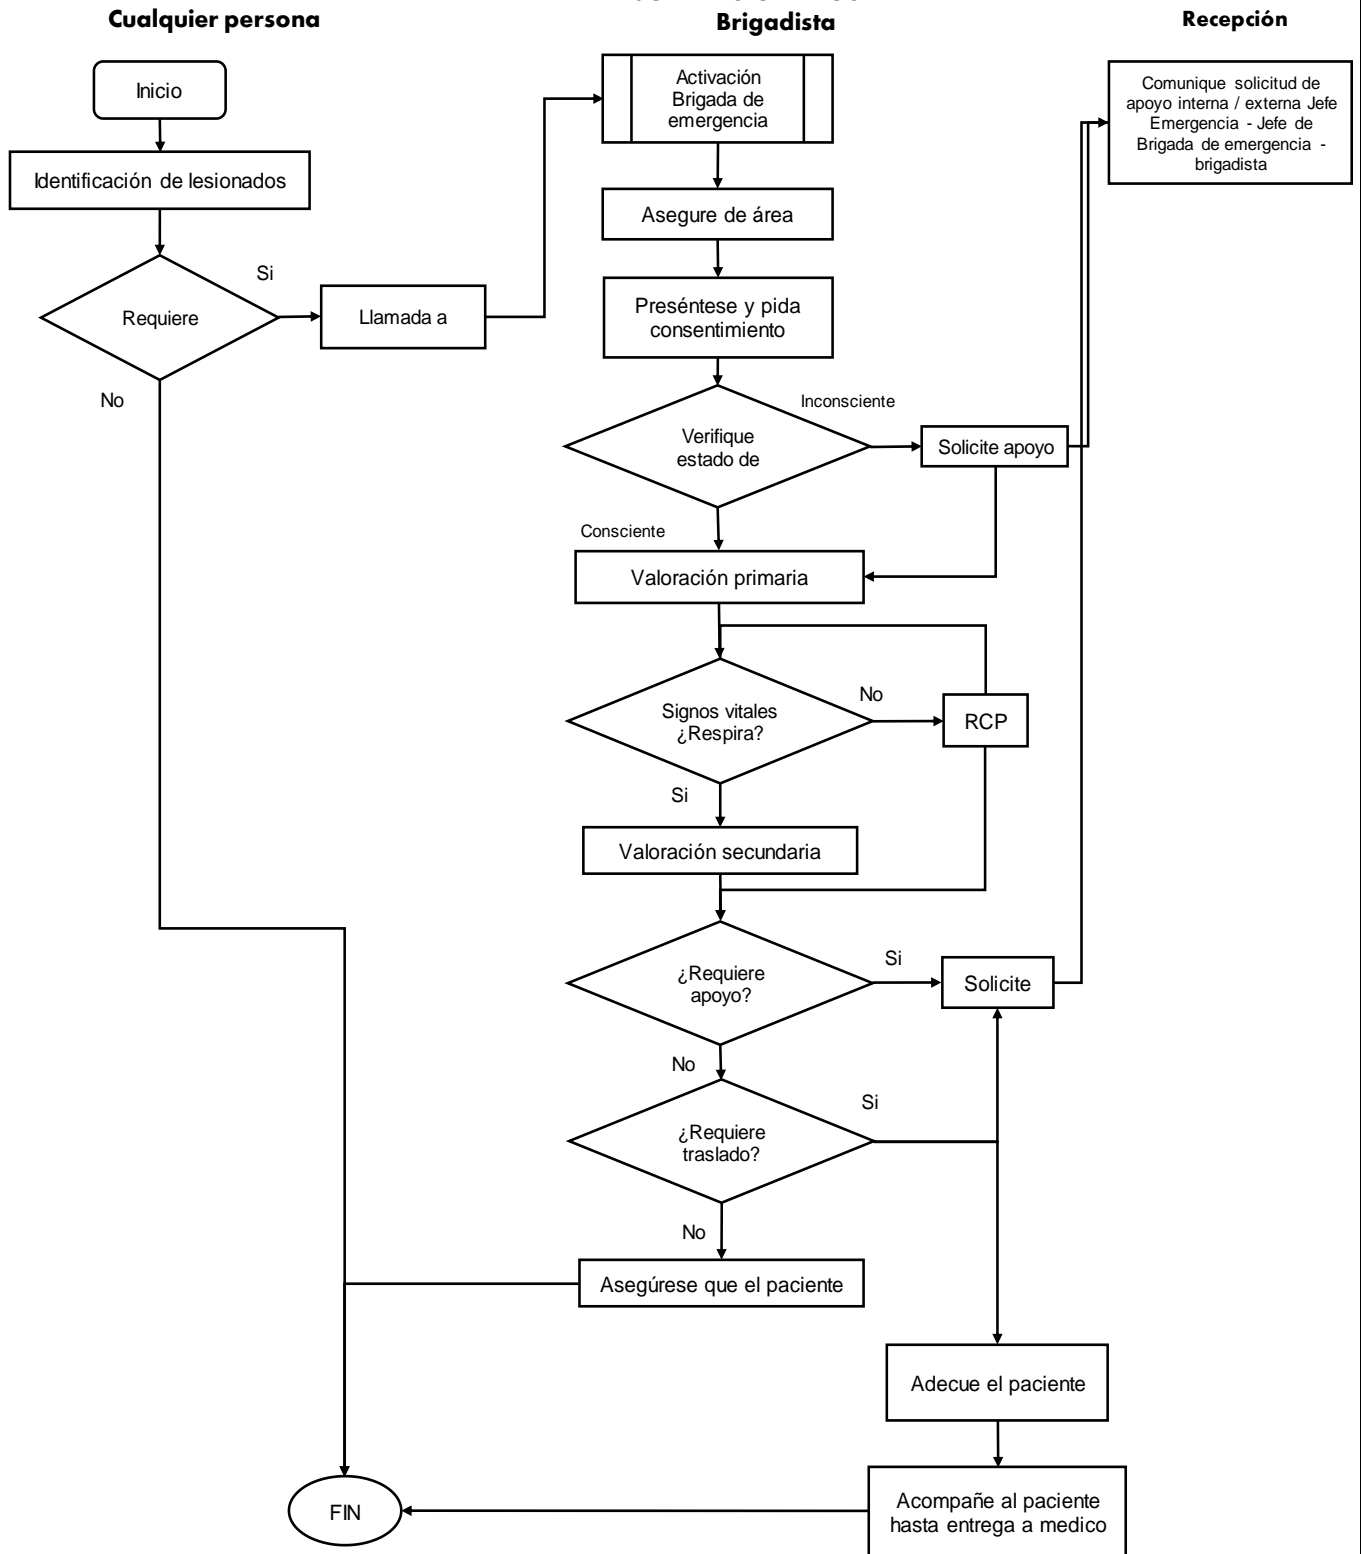 Cualquier persona
Brigadista
Recepción
Inicio
Identificación de lesionados
Requiere
Si
No
Llamada a
Activación
Brigada de
emergencia
Asegure de área
Preséntese y pida
consentimiento
Verifique
estado de
Inconsciente
Solicite apoyo
Comunique solicitud de
apoyo interna / externa Jefe
Emergencia - Jefe de
Brigada de emergencia -
brigadista
Consciente
Valoración primaria
Signos vitales
¿Respira?
No
RCP
Si
Valoración secundaria
¿Requiere
apoyo?
Si
Solicite
No
¿Requiere
traslado?
Si
No
Asegúrese que el paciente
Adecue el paciente
Acompañe al paciente
hasta entrega a medico
FIN